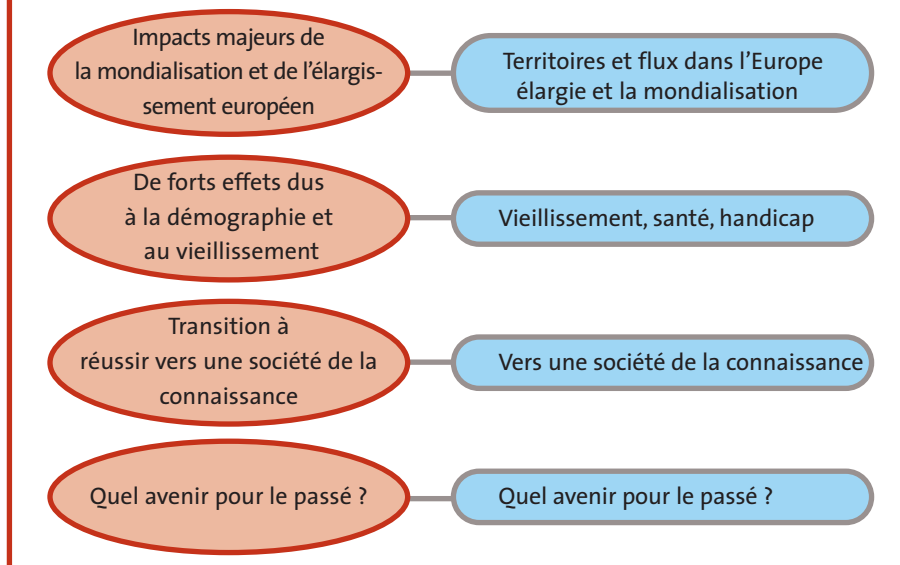 Impacts majeurs de
la mondialisation et de l'élargis-
sement européen
Territoires et flux dans l'Europe
élargie et la mondialisation
De forts effets dus
à la démographie et
au vieillissement
Vieillissement, santé, handicap
Transition à
réussir vers une société de la
connaissance
Vers une société de la connaissance
Quel avenir pour le passé ?
Quel avenir pour le passé ?